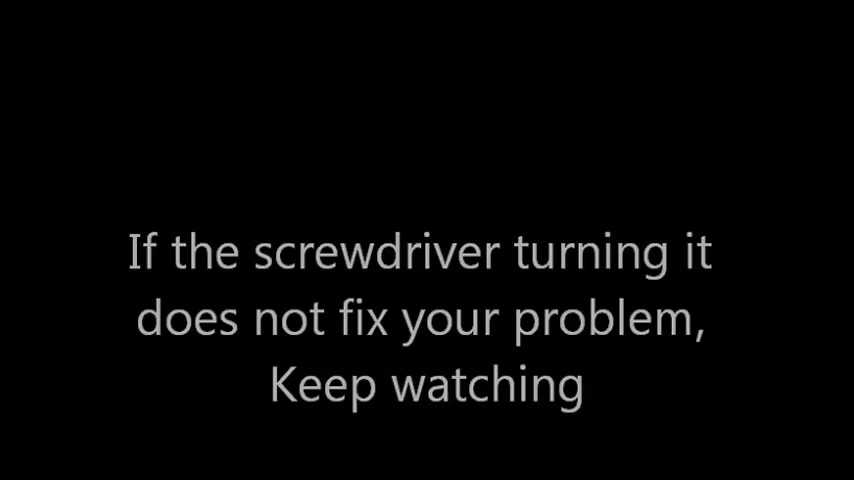 If the screwdriver turning it
does not fix your problem,
Keep watching